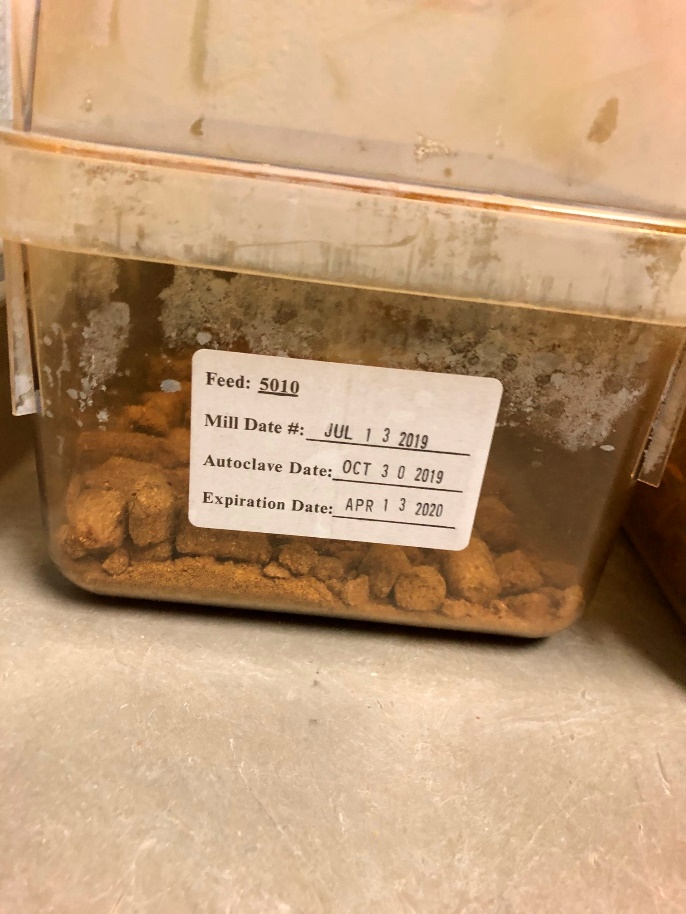 Feed: 5010
Mill Date #: JUL 1 3 2019
Autoclave Date: OCT 3 0 2019
Expiration Date: APR 1 3 2020